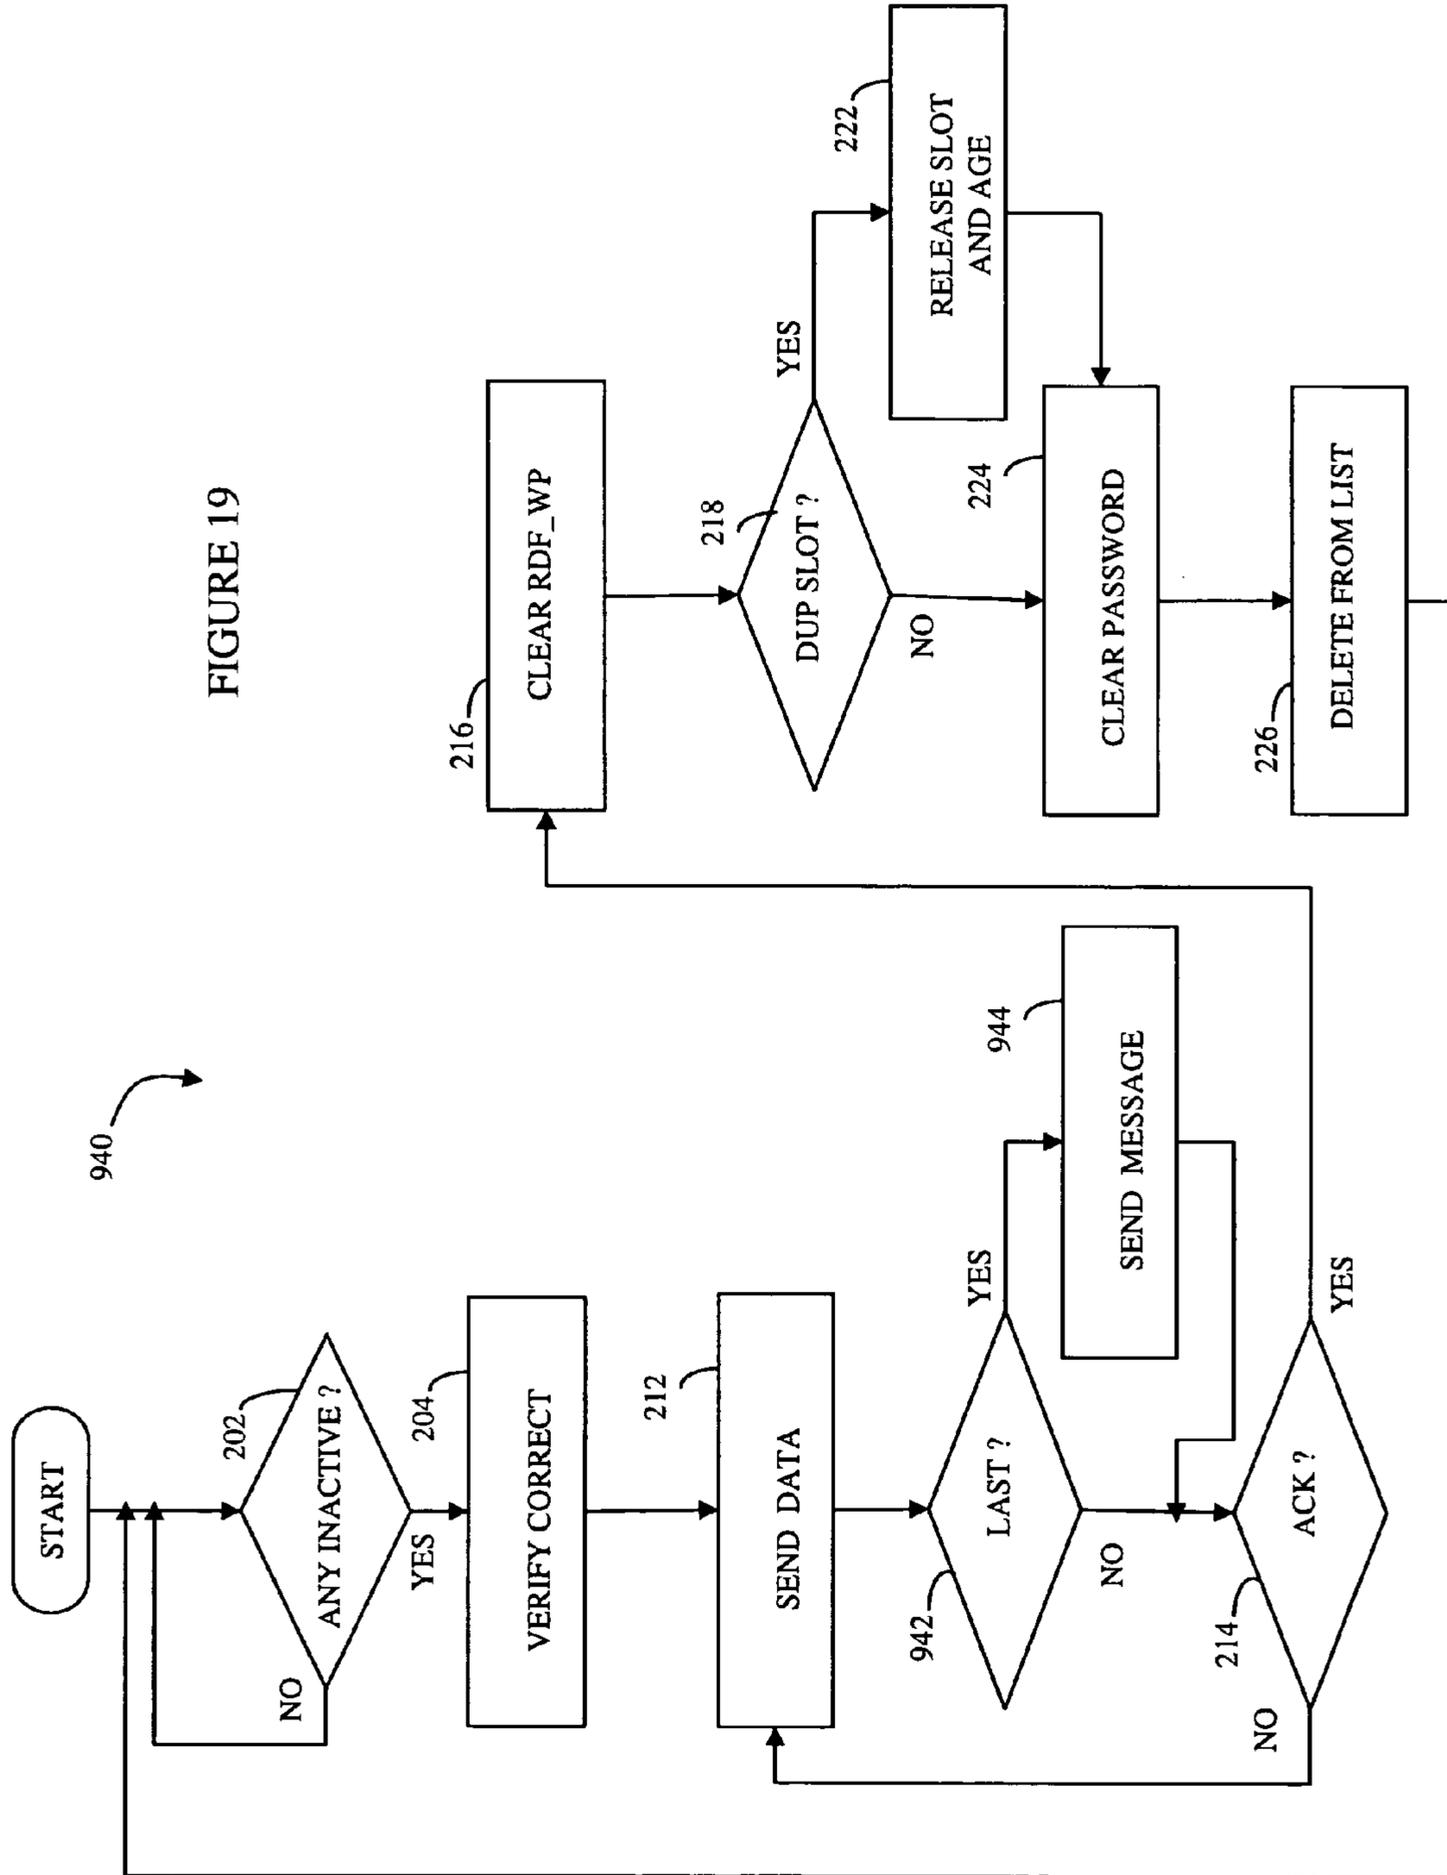 FIGURE 19
940
START
202
ANY INACTIVE ?
NO
YES
204
VERIFY CORRECT
212
SEND DATA
942
LAST ?
YES
NO
944
SEND MESSAGE
214
ACK ?
NO
YES
216
CLEAR RDF_WP
218
DUP SLOT ?
YES
NO
222
RELEASE SLOT
AND AGE
224
CLEAR PASSWORD
226
DELETE FROM LIST